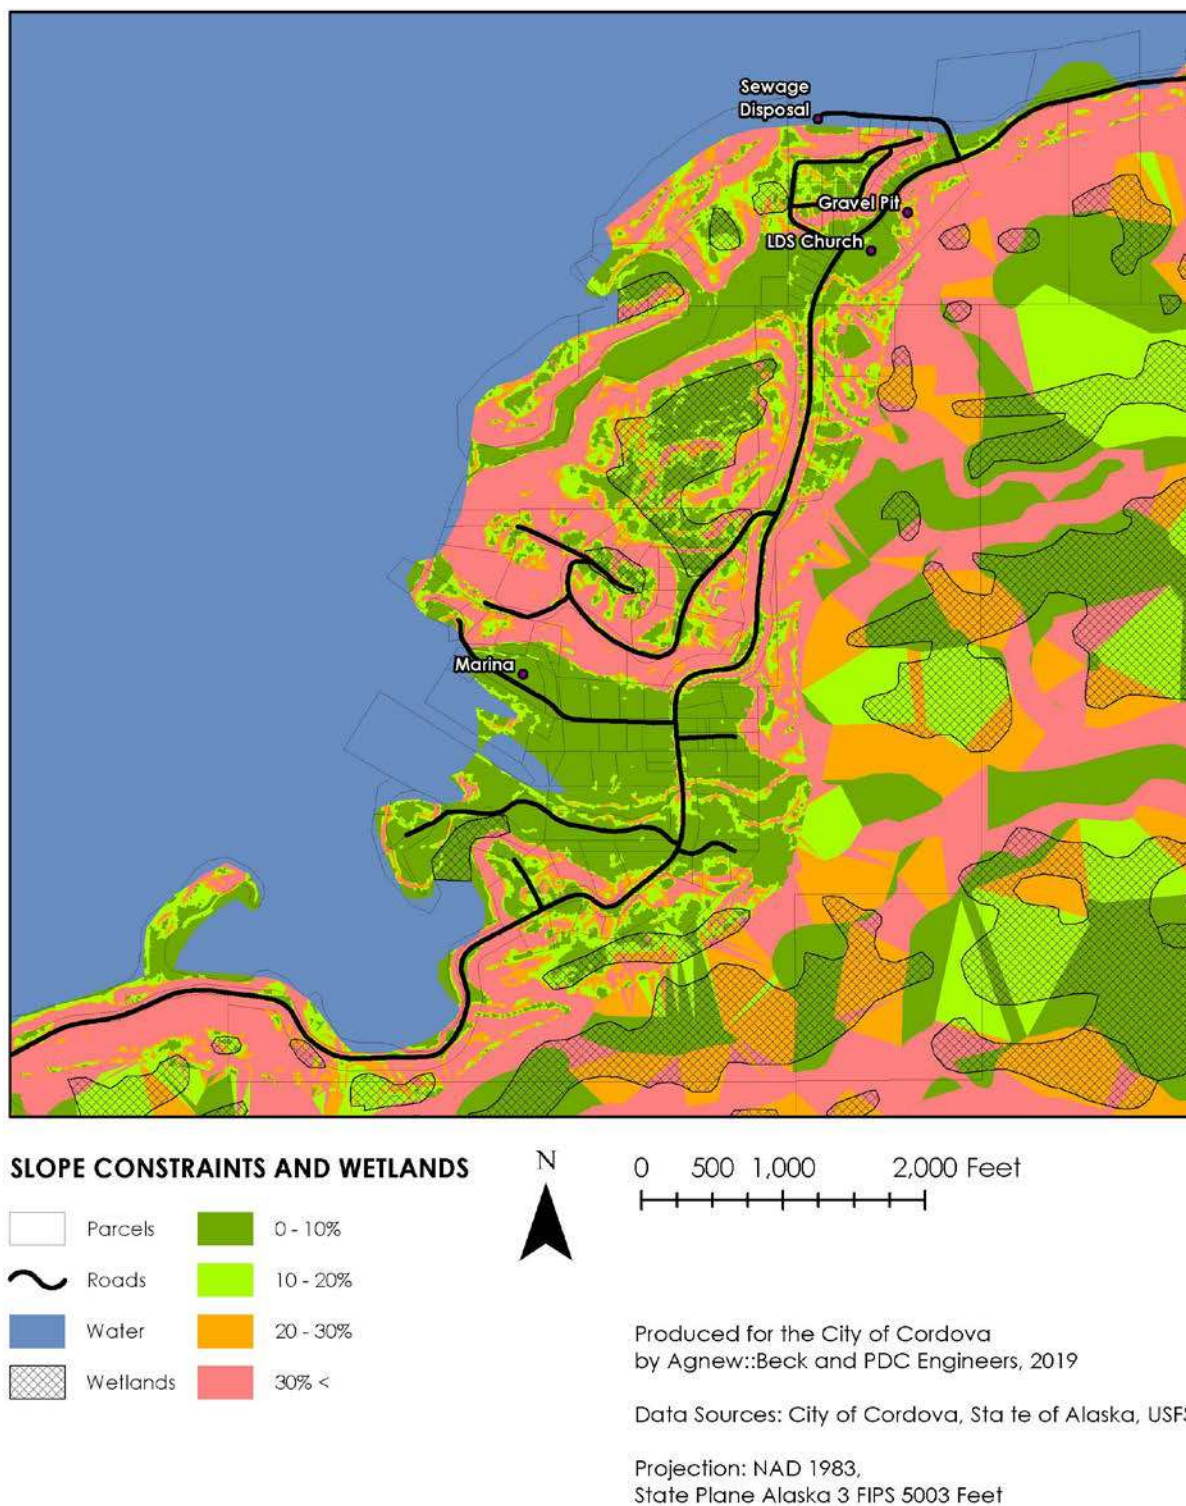 Sewage
Disposal
Gravel Pit
LDS Church
Marina
SLOPE CONSTRAINTS AND WETLANDS
Parcels
Roads
Water
Wetlands
0 - 10%
10 - 20%
20 - 30%
30% <
N
0 500 1,000 2,000 Feet
Produced for the City of Cordova
by Agnew::Beck and PDC Engineers, 2019
Data Sources: City of Cordova, Sta te of Alaska, USFS
Projection: NAD 1983,
State Plane Alaska 3 FIPS 5003 Feet